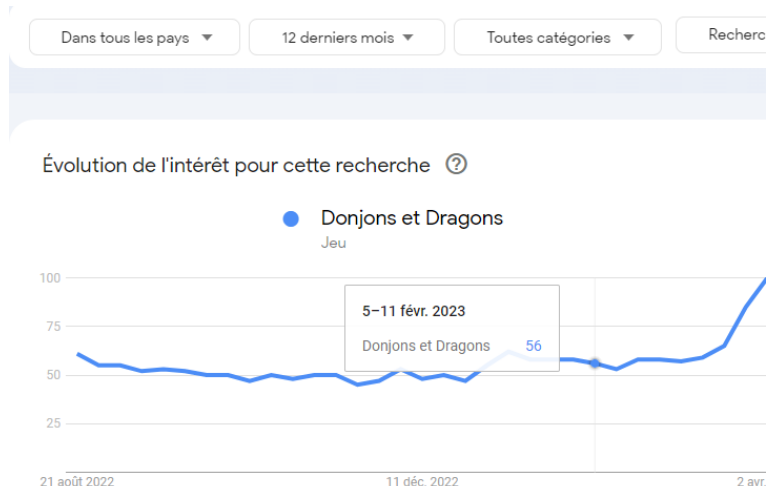 Dans tous les pays
12 derniers mois
Toutes catégories
Recherc
Évolution de l'intérêt pour cette recherche
Donjons et Dragons
Jeu
100
75
50
25
5–11 févr. 2023
Donjons et Dragons 56
21 août 2022
11 déc. 2022
2 avr.